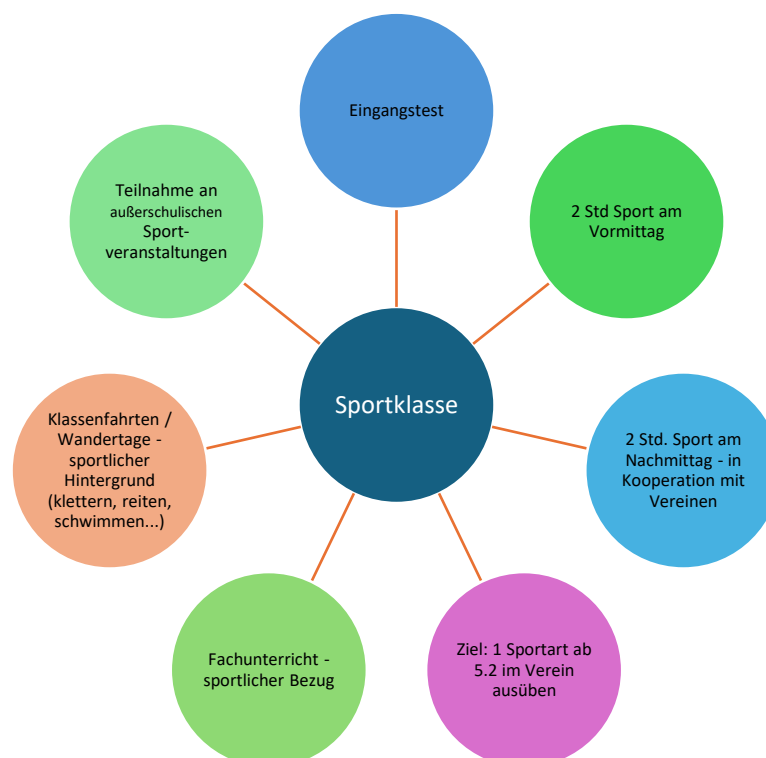 Eingangstest
2 Std Sport am
Vormittag
2 Std. Sport am
Nachmittag - in
Kooperation mit
Vereinen
Ziel: 1 Sportart ab
5.2 im Verein
ausüben
Fachunterricht -
sportlicher Bezug
Klassenfahrten /
Wandertage -
sportlicher
Hintergrund
(klettern, reiten,
schwimmen...)
Teilnahme an
außerschulischen
Sport-
veranstaltungen
Sportklasse